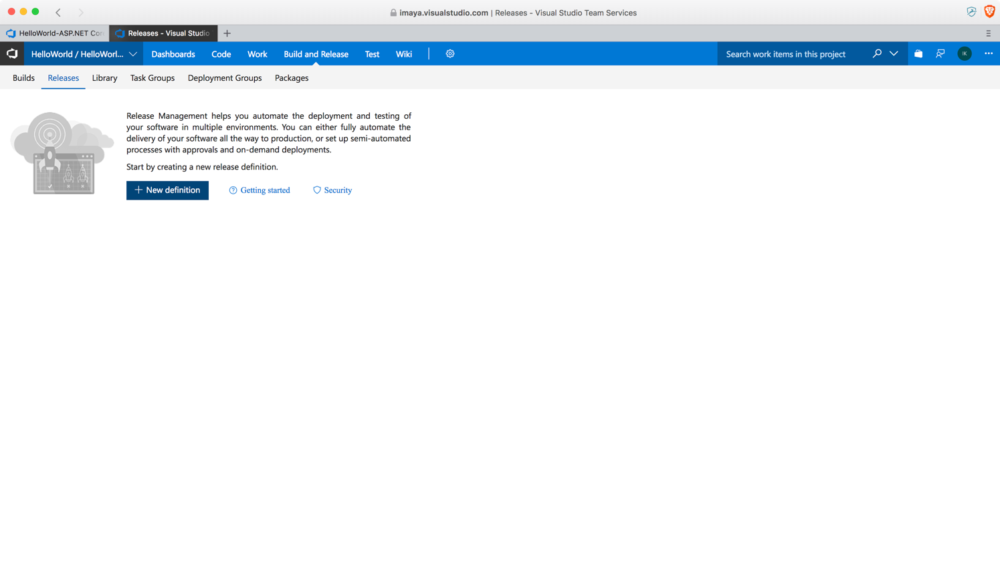 imaya.visualstudio.com | Releases - Visual Studio Team Services
HelloWorld-ASP.NET Cor
Releases - Visual Studio
HelloWorld / HelloWorl...
Dashboards
Code
Work
Build and Release
Test
Wiki
Search work items in this project
IK
Builds
Releases
Library
Task Groups
Deployment Groups
Packages
Release Management helps you automate the deployment and testing of
your software in multiple environments. You can either fully automate the
delivery of your software all the way to production, or set up semi-automated
processes with approvals and on-demand deployments.
Start by creating a new release definition.
+ New definition
Getting started
Security